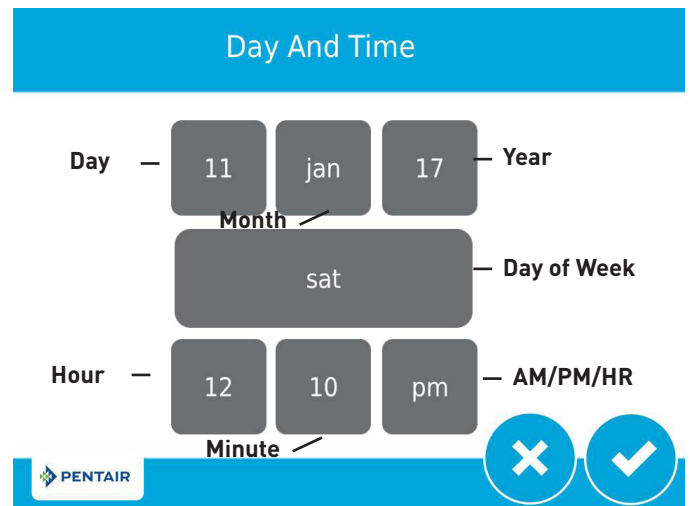 Day And Time
Day 11 jan 17 Year
Month
sat Day of Week
Hour 12 10 pm AM/PM/HR
Minute
PENTAIR